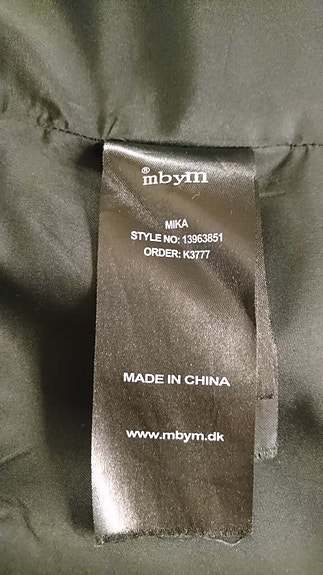 ® mbyM
MIKA
STYLE NO: 13963851
ORDER: K3777
MADE IN CHINA
www.mbym.dk